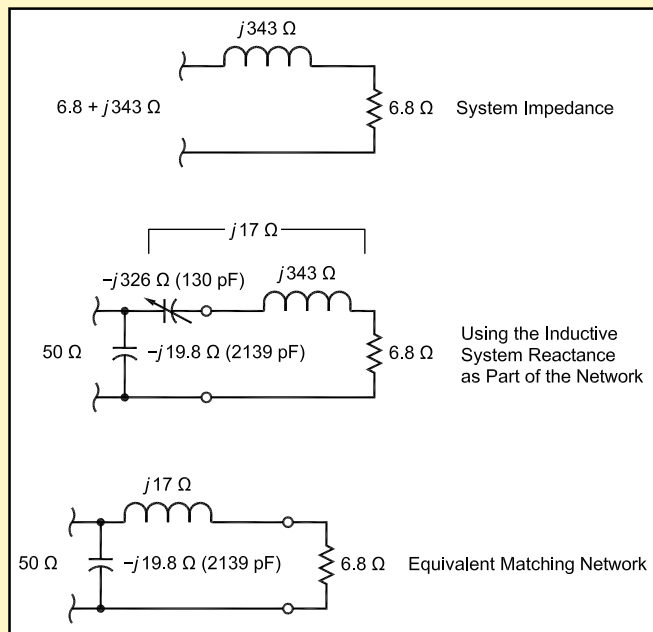 j343 Ω
6.8 + j343 Ω
6.8 Ω
System Impedance
j17 Ω
−j326 Ω (130 pF)
j343 Ω
50 Ω
−j19.8 Ω (2139 pF)
6.8 Ω
Using the Inductive
System Reactance
as Part of the Network
j17 Ω
50 Ω
−j19.8 Ω (2139 pF)
6.8 Ω
Equivalent Matching Network